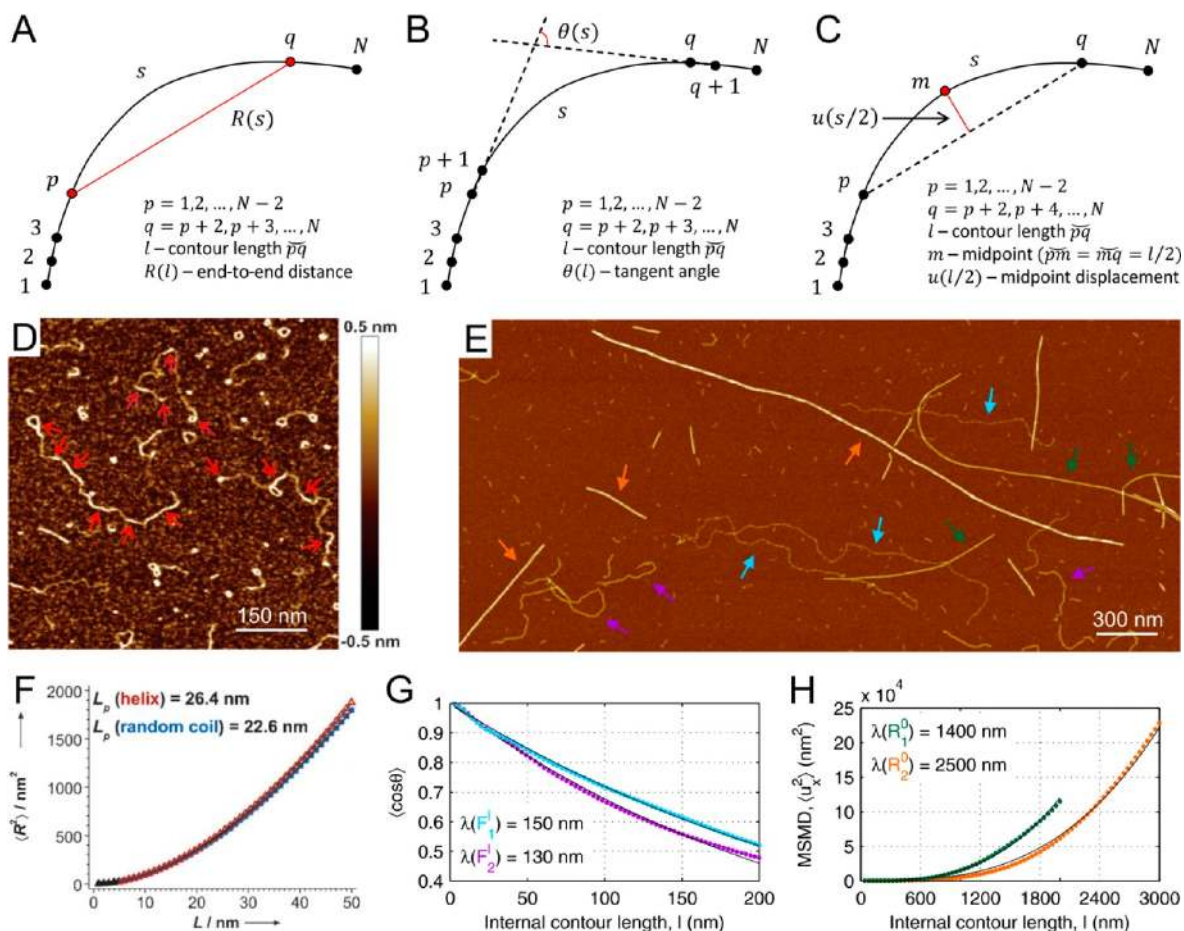 A
q
N
s
R(s)
p
3
2
1
p = 1,2, ..., N − 2
q = p + 2, p + 3, ..., N
l – contour length p͡q
R(l) – end-to-end distance
B
θ(s)
q
N
q + 1
s
p + 1
p
3
2
1
p = 1,2, ..., N − 2
q = p + 2, p + 3, ..., N
l – contour length p͡q
θ(l) – tangent angle
C
q
N
s
m
u(s/2)
p
3
2
1
p = 1,2, ..., N − 2
q = p + 2, p + 4, ..., N
l – contour length p͡q
m – midpoint (p͡m = m͡q = l/2)
u(l/2) – midpoint displacement
D
0.5 nm
150 nm
-0.5 nm
E
300 nm
F
2000
1500
1000
500
0
⟨R²⟩ / nm²
Lp (helix) = 26.4 nm
Lp (random coil) = 22.6 nm
0 10 20 30 40 50
L / nm
G
1
0.9
0.8
0.7
0.6
0.5
0.4
⟨cosθ⟩
λ(F₁ᴵ) = 150 nm
λ(F₂ᴵ) = 130 nm
0 50 100 150 200
Internal contour length, l (nm)
H
x 10⁴
25
20
15
10
5
0
MSMD, ⟨uₓ²⟩ (nm²)
λ(R₁⁰) = 1400 nm
λ(R₂⁰) = 2500 nm
0 600 1200 1800 2400 3000
Internal contour length, l (nm)